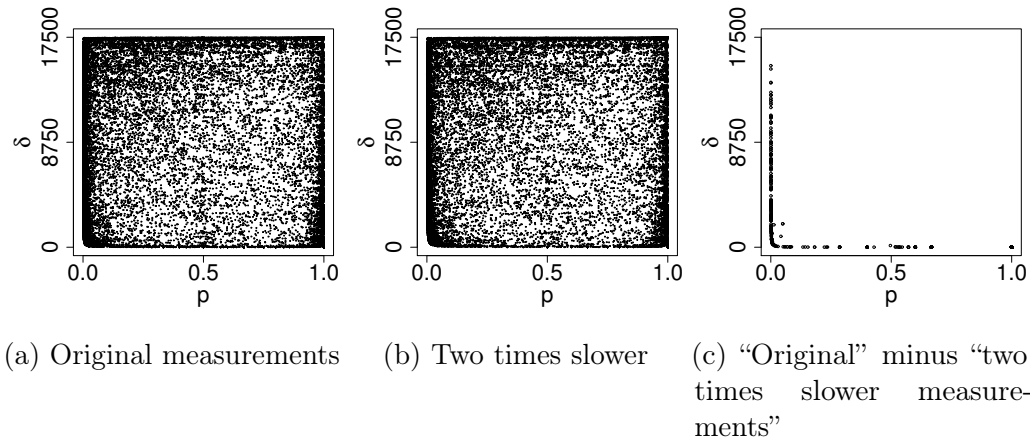 17500
8750
0
δ
0.0 0.5 1.0
p
17500
8750
0
δ
0.0 0.5 1.0
p
17500
8750
0
δ
0.0 0.5 1.0
p
(a) Original measurements
(b) Two times slower
(c) “Original” minus “two
times slower measure-
ments”